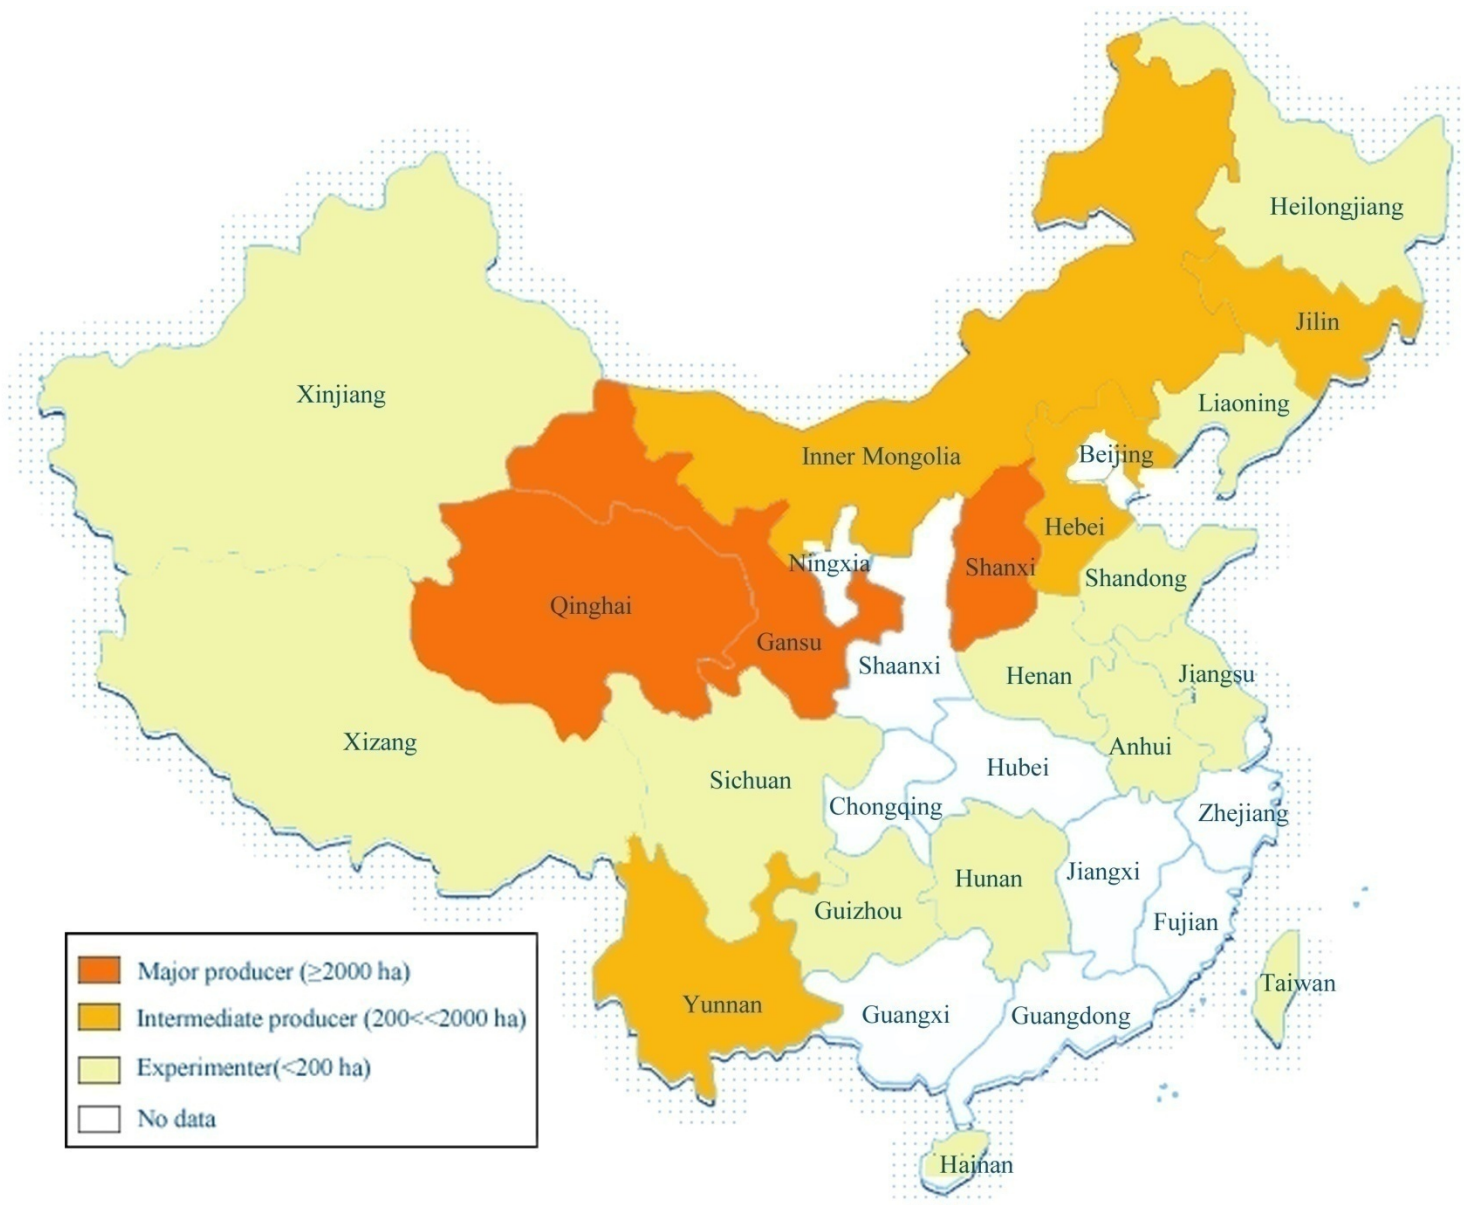 Heilongjiang
Jilin
Xinjiang
Liaoning
Inner Mongolia
Beijing
Hebei
Ningxia
Shanxi
Shandong
Qinghai
Gansu
Shaanxi
Henan
Jiangsu
Xizang
Anhui
Hubei
Sichuan
Chongqing
Zhejiang
Jiangxi
Hunan
Guizhou
Fujian
Taiwan
Yunnan
Guangxi
Guangdong
Hainan
Major producer (≥2000 ha)
Intermediate producer (200<<2000 ha)
Experimenter(<200 ha)
No data